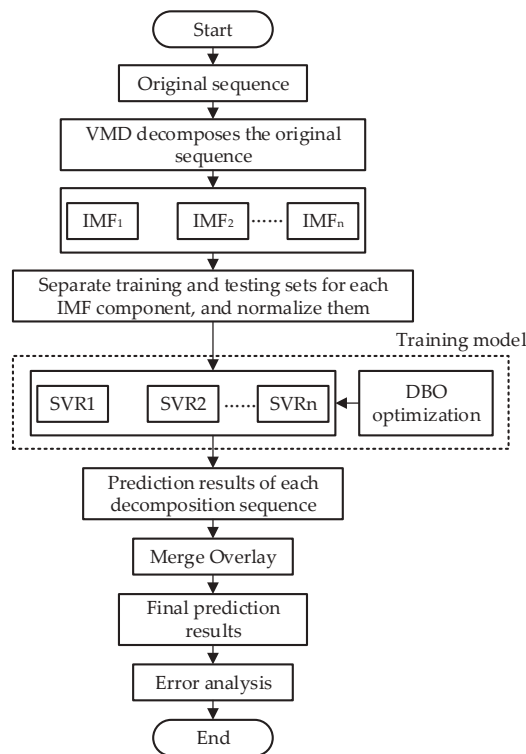 Start
Original sequence
VMD decomposes the original
sequence
IMF1 IMF2 ······ IMFn
Separate training and testing sets for each
IMF component, and normalize them
Training model
SVR1 SVR2 ······ SVRn
DBO
optimization
Prediction results of each
decomposition sequence
Merge Overlay
Final prediction
results
Error analysis
End